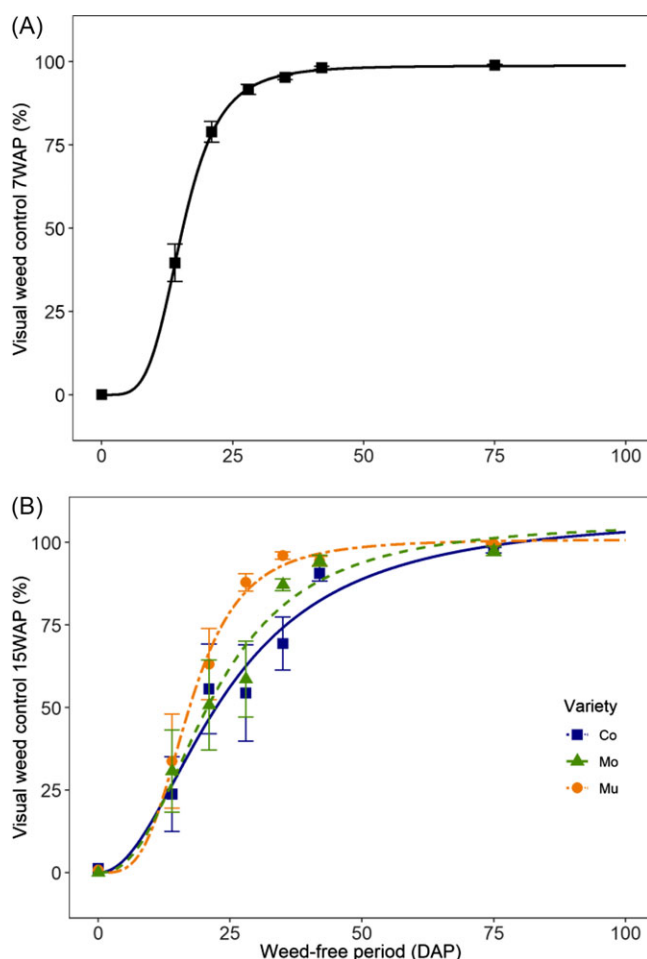 (A)
Visual weed control 7WAP (%)
100
75
50
25
0
0 25 50 75 100
(B)
Visual weed control 15WAP (%)
100
75
50
25
0
Variety
Co
Mo
Mu
0 25 50 75 100
Weed-free period (DAP)